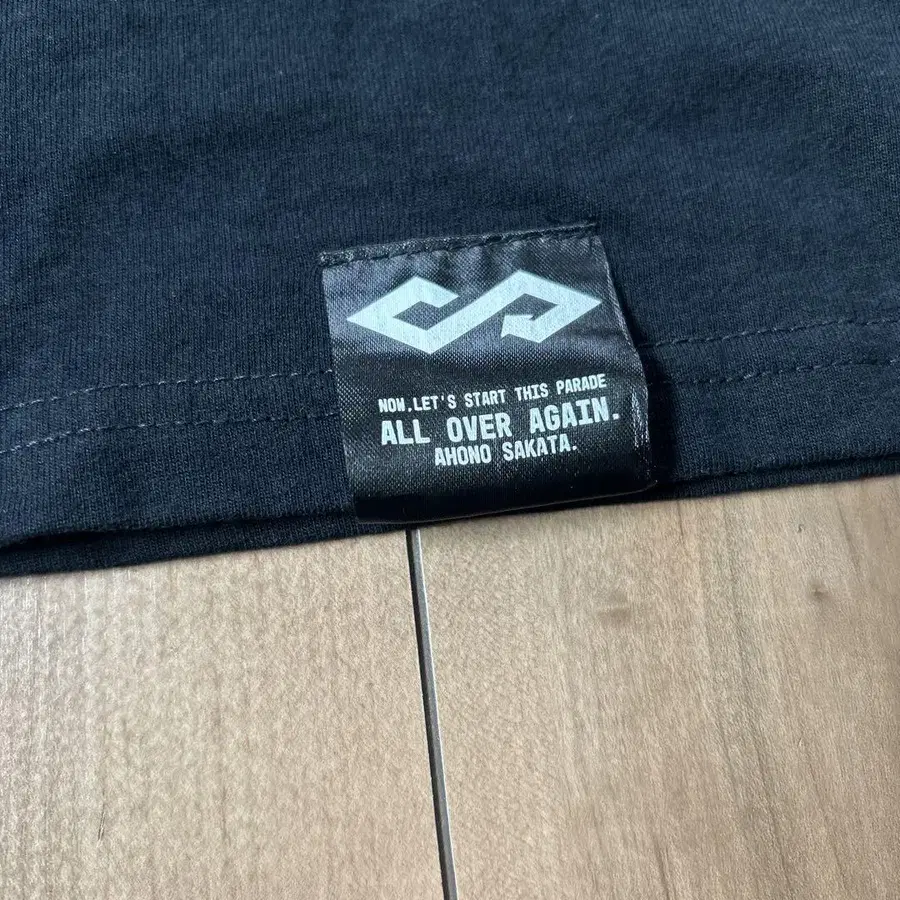 NOW.LET'S START THIS PARADE
ALL OVER AGAIN.
AHONO SAKATA.